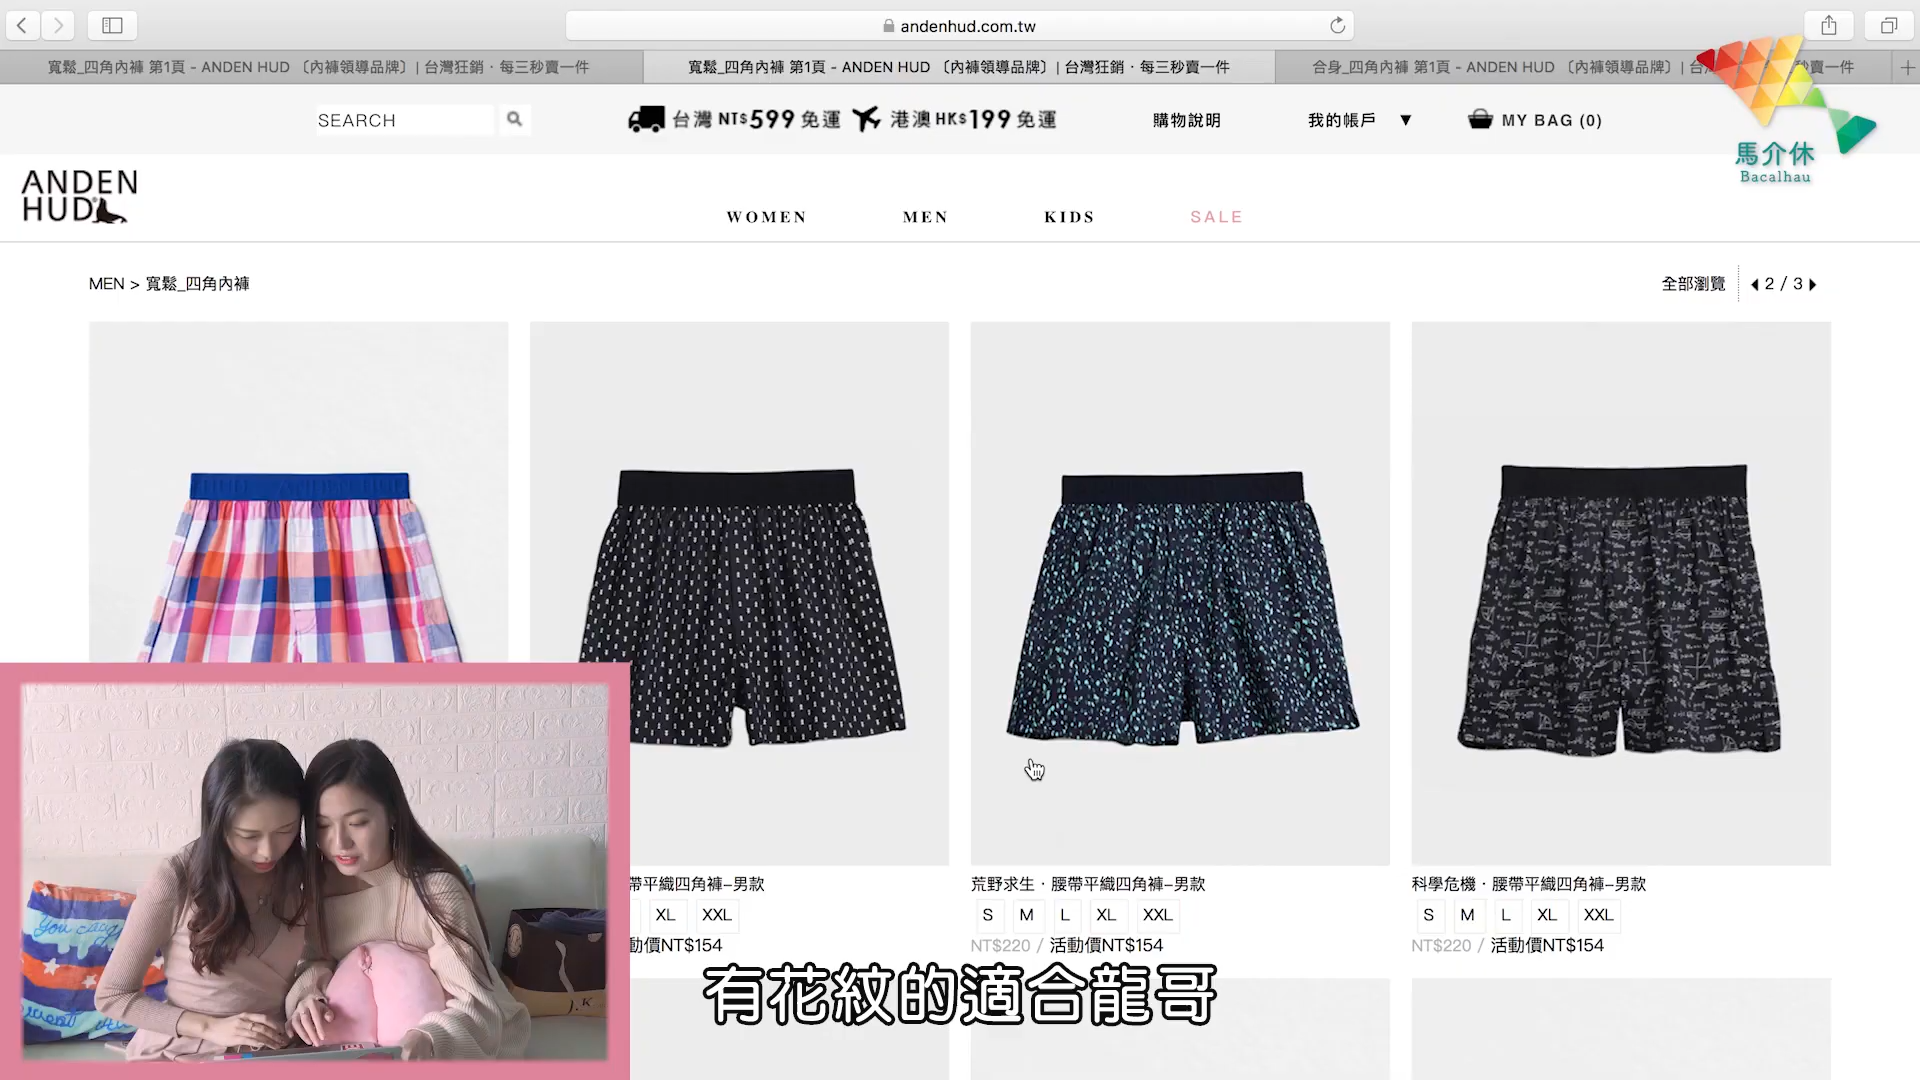 andenhud.com.tw
寬鬆_四角內褲 第1頁 - ANDEN HUD 〔內褲領導品牌〕 | 台灣狂銷・每三秒賣一件
寬鬆_四角內褲 第1頁 - ANDEN HUD 〔內褲領導品牌〕 | 台灣狂銷・每三秒賣一件
合身_四角內褲 第1頁 - ANDEN HUD 〔內褲領導品牌〕 | 台 秒賣一件
SEARCH
台灣 NT$599 免運 港澳 HK$199 免運
購物說明
我的帳戶 ▼
MY BAG (0)
馬介休
Bacalhau
ANDEN
HUD
WOMEN
MEN
KIDS
SALE
MEN > 寬鬆_四角內褲
全部瀏覽
2 / 3
帶平織四角褲–男款
XL XXL
動價NT$154
荒野求生・腰帶平織四角褲–男款
S M L XL XXL
NT$220 / 活動價NT$154
科學危機・腰帶平織四角褲–男款
S M L XL XXL
NT$220 / 活動價NT$154
You
J.K
有花紋的適合龍哥